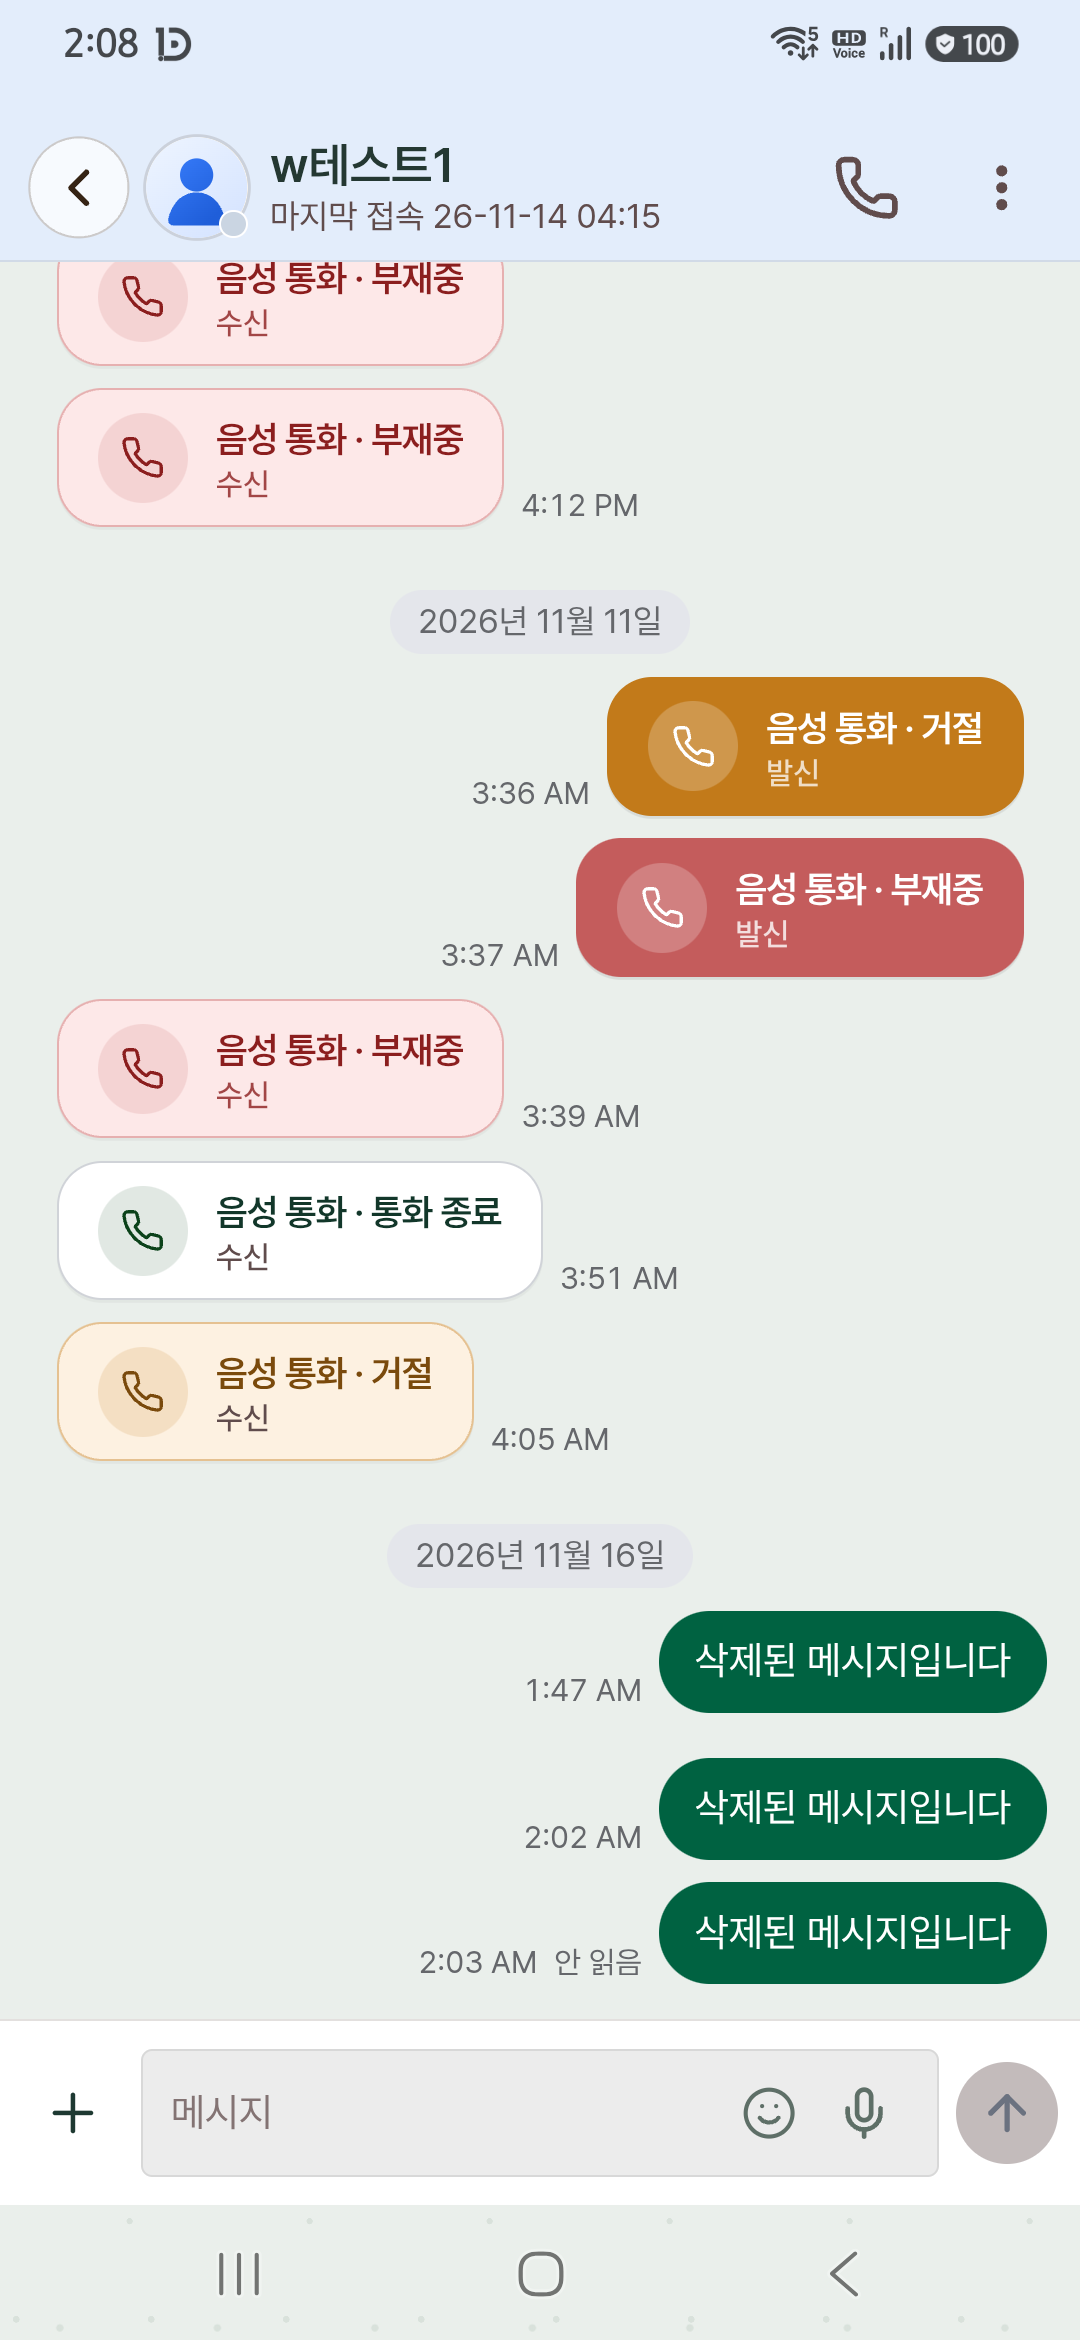 2:08
5
HD
Voice
R
100
w테스트1
마지막 접속 26-11-14 04:15
음성 통화 · 부재중
수신
음성 통화 · 부재중
수신
4:12 PM
2026년 11월 11일
음성 통화 · 거절
발신
3:36 AM
음성 통화 · 부재중
발신
3:37 AM
음성 통화 · 부재중
수신
3:39 AM
음성 통화 · 통화 종료
수신
3:51 AM
음성 통화 · 거절
수신
4:05 AM
2026년 11월 16일
삭제된 메시지입니다
1:47 AM
삭제된 메시지입니다
2:02 AM
삭제된 메시지입니다
2:03 AM 안 읽음
메시지